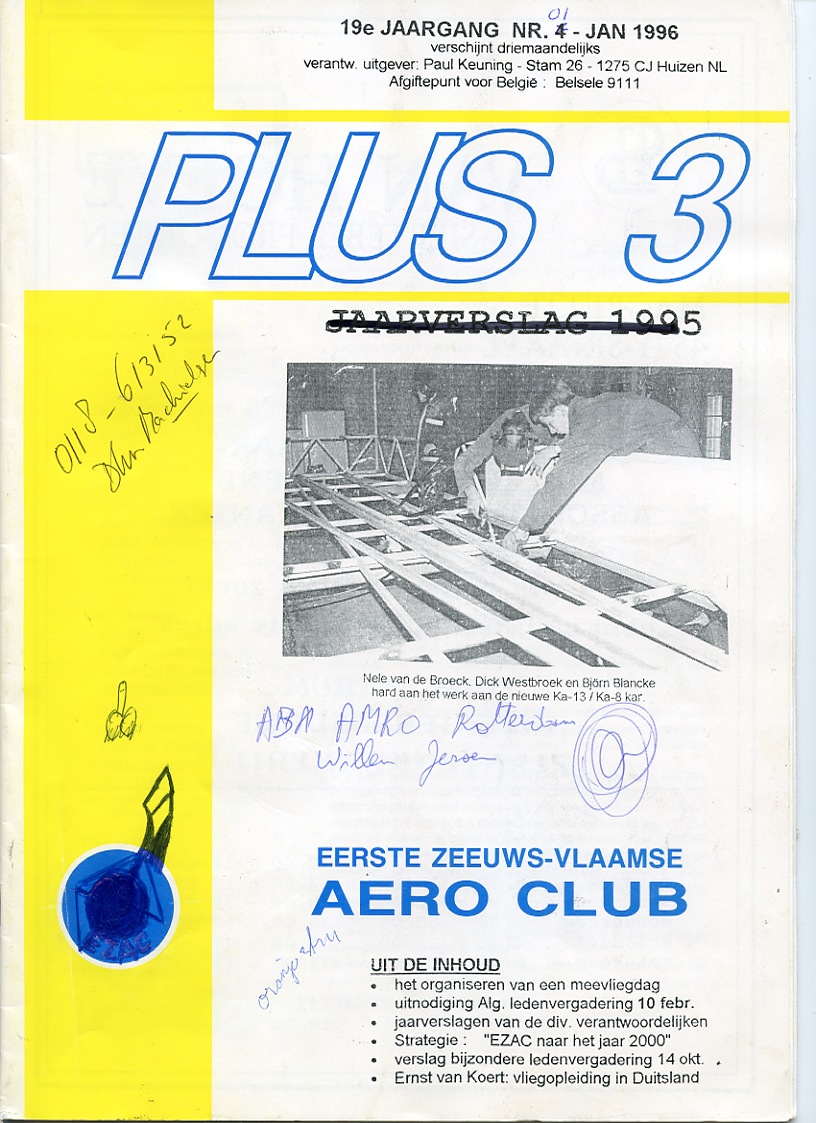 01
19e JAARGANG NR. 4 - JAN 1996
verschijnt driemaandelijks
verantw. uitgever: Paul Keuning - Stam 26 - 1275 CJ Huizen NL
Afgiftepunt voor België : Belsele 9111
PLUS 3
JAARVERSLAG 1995
0118 - 613152
Nele van de Broeck, Dick Westbroek en Björn Blancke
hard aan het werk aan de nieuwe Ka-13 / Ka-8 kar.
ABN AMRO Rotterdam
Willem Jeroen
EZAC
EERSTE ZEEUWS-VLAAMSE
AERO CLUB
UIT DE INHOUD
• het organiseren van een meevliegdag
• uitnodiging Alg. ledenvergadering 10 febr.
• jaarverslagen van de div. verantwoordelijken
• Strategie : "EZAC naar het jaar 2000"
• verslag bijzondere ledenvergadering 14 okt.
• Ernst van Koert: vliegopleiding in Duitsland